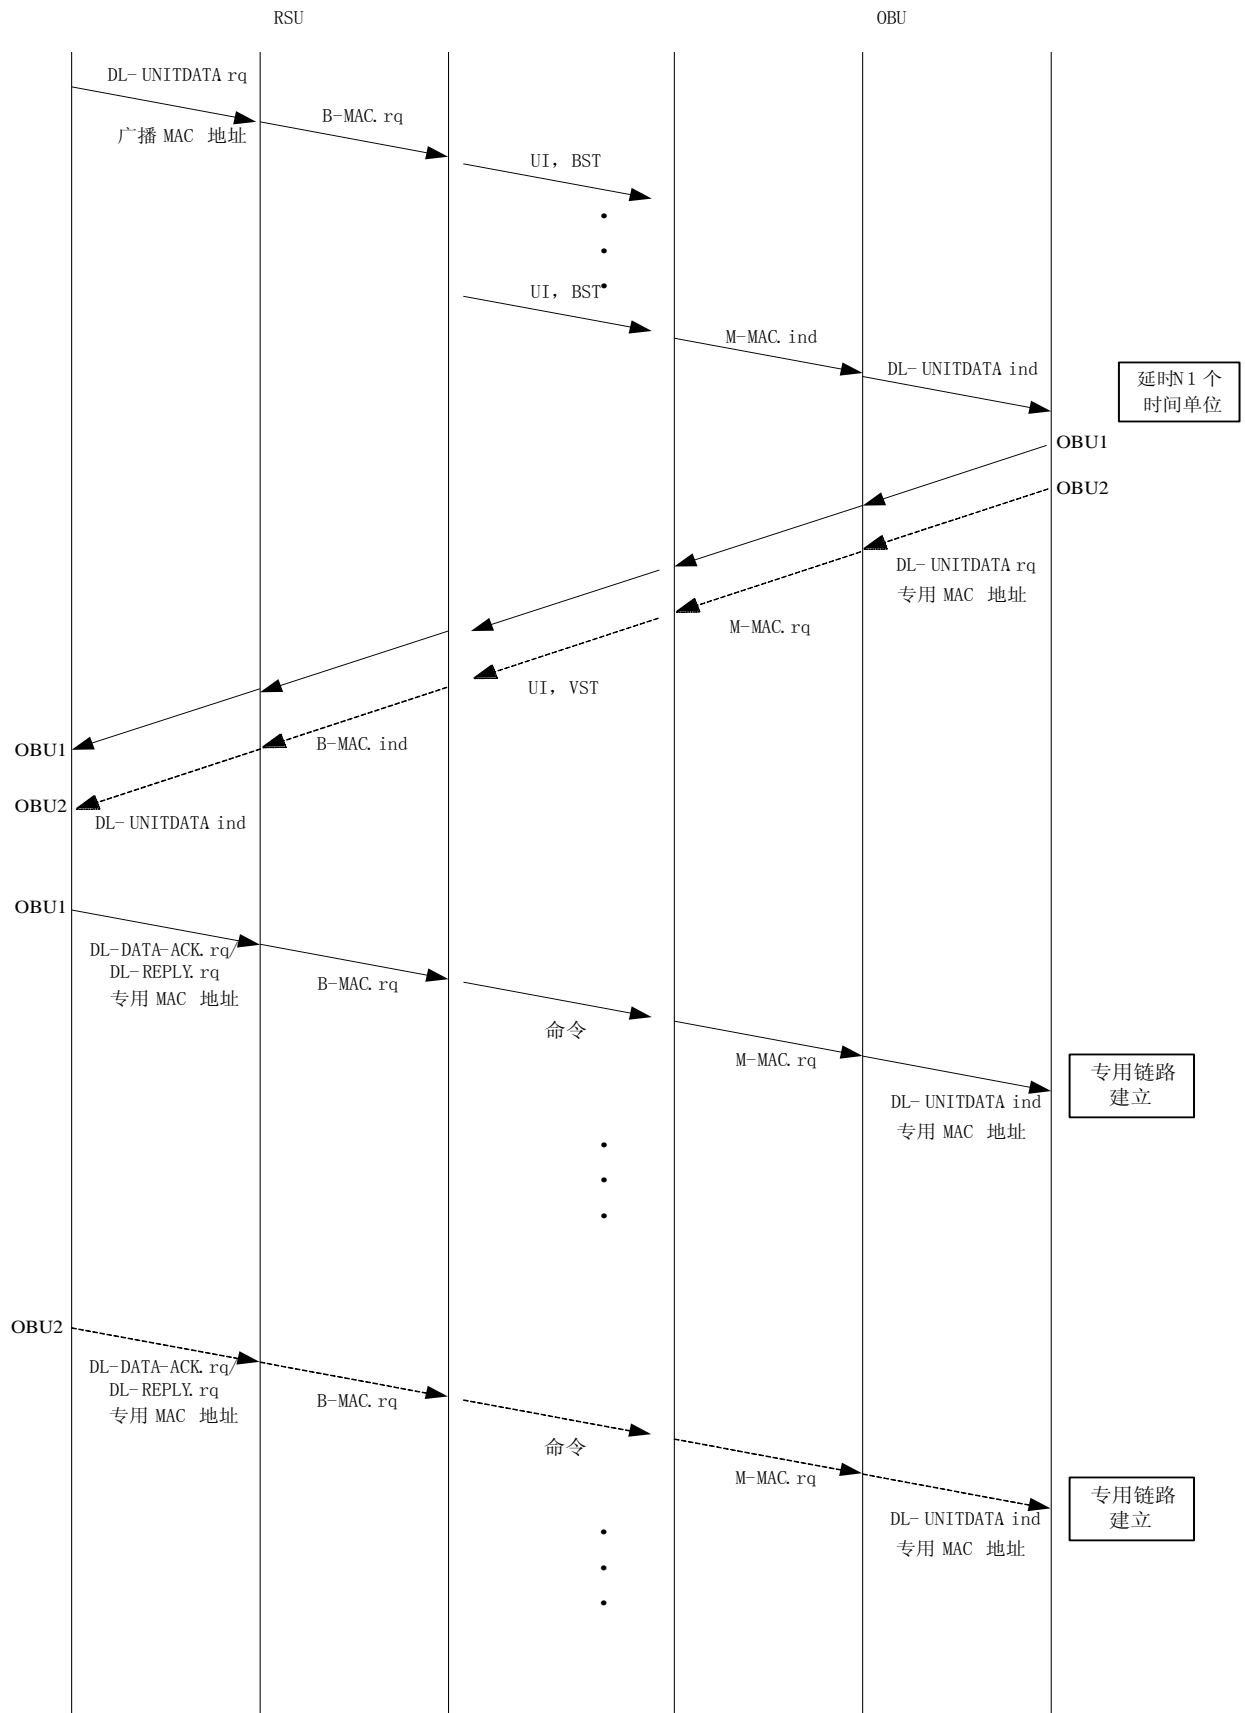 RSU
OBU
DL-UNITDATA.rq
广播 MAC 地址
B-MAC.rq
UI, BST
UI, BST
M-MAC.ind
DL-UNITDATA.ind
延时N1 个
时间单位
OBU1
OBU2
DL-UNITDATA.rq
专用 MAC 地址
M-MAC.rq
UI, VST
B-MAC.ind
OBU1
OBU2
DL-UNITDATA.ind
OBU1
DL-DATA-ACK.rq/
DL-REPLY.rq
专用 MAC 地址
B-MAC.rq
命令
M-MAC.rq
DL-UNITDATA.ind
专用 MAC 地址
专用链路
建立
OBU2
DL-DATA-ACK.rq/
DL-REPLY.rq
专用 MAC 地址
B-MAC.rq
命令
M-MAC.rq
DL-UNITDATA.ind
专用 MAC 地址
专用链路
建立